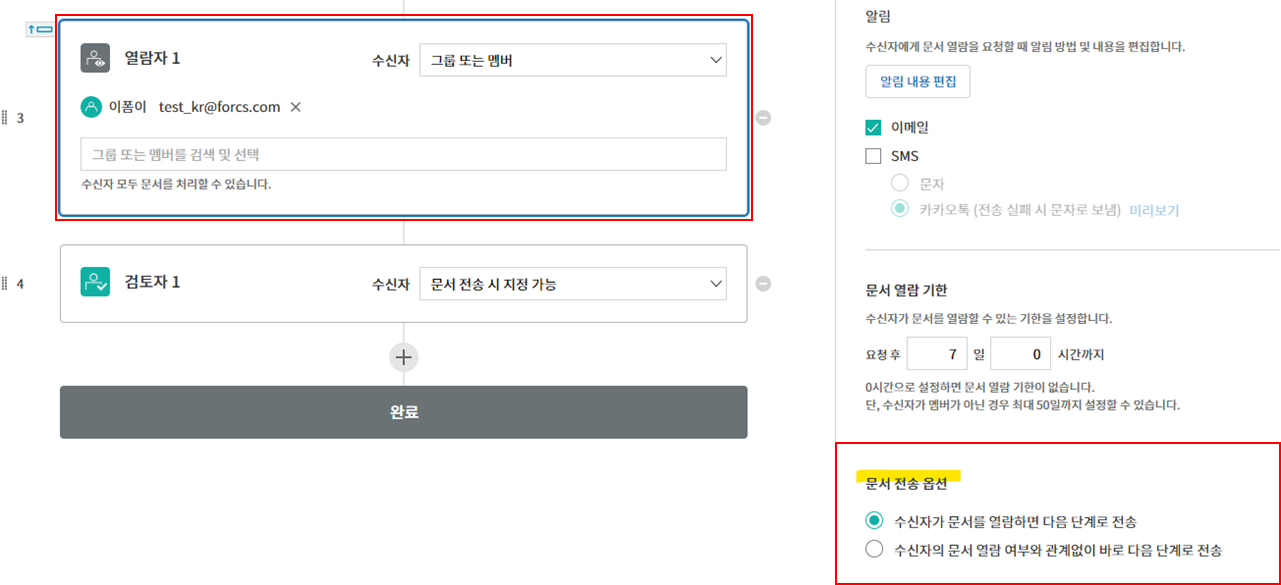 3
열람자 1
수신자
그룹 또는 멤버
이폼이 test_kr@forcs.com
그룹 또는 멤버를 검색 및 선택
수신자 모두 문서를 처리할 수 있습니다.
4
검토자 1
수신자
문서 전송 시 지정 가능
완료
알림
수신자에게 문서 열람을 요청할 때 알림 방법 및 내용을 편집합니다.
알림 내용 편집
이메일
SMS
문자
카카오톡 (전송 실패 시 문자로 보냄) 미리보기
문서 열람 기한
수신자가 문서를 열람할 수 있는 기한을 설정합니다.
요청 후 7 일 0 시간까지
0시간으로 설정하면 문서 열람 기한이 없습니다.
단, 수신자가 멤버가 아닌 경우 최대 50일까지 설정할 수 있습니다.
문서 전송 옵션
수신자가 문서를 열람하면 다음 단계로 전송
수신자의 문서 열람 여부와 관계없이 바로 다음 단계로 전송